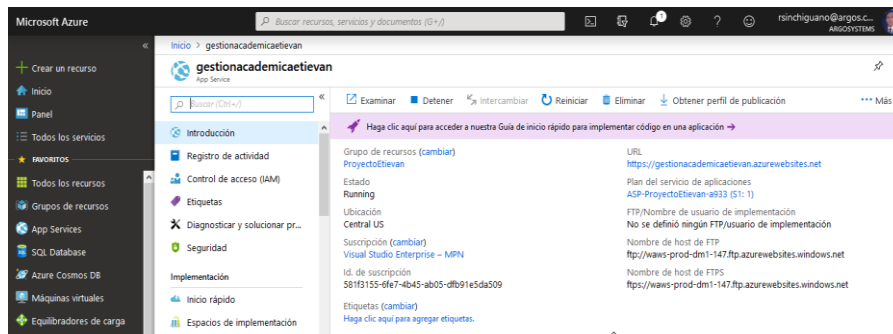 Microsoft Azure
Buscar recursos, servicios y documentos (G+/)
1
rsinchiguano@argos.c...
ARGOSYSTEMS
«
Crear un recurso
Inicio
Panel
Todos los servicios
FAVORITOS
Todos los recursos
Grupos de recursos
App Services
SQL Database
Azure Cosmos DB
Máquinas virtuales
Equilibradores de carga
Inicio > gestionacademicaetievan
gestionacademicaetievan
App Service
Buscar (Ctrl+/)
«
Introducción
Registro de actividad
Control de acceso (IAM)
Etiquetas
Diagnosticar y solucionar pr...
Seguridad
Implementación
Inicio rápido
Espacios de implementación
Examinar Detener Intercambiar Reiniciar Eliminar Obtener perfil de publicación ... Más
Haga clic aquí para acceder a nuestra Guía de inicio rápido para implementar código en una aplicación →
Grupo de recursos (cambiar)
ProyectoEtievan
Estado
Running
Ubicación
Central US
Suscripción (cambiar)
Visual Studio Enterprise – MPN
Id. de suscripción
581f3155-6fe7-4b45-ab05-dfb91e5da509
Etiquetas (cambiar)
Haga clic aquí para agregar etiquetas.
URL
https://gestionacademicaetievan.azurewebsites.net
Plan del servicio de aplicaciones
ASP-ProyectoEtievan-a933 (S1: 1)
FTP/Nombre de usuario de implementación
No se definió ningún FTP/usuario de implementación
Nombre de host de FTP
ftp://waws-prod-dm1-147.ftp.azurewebsites.windows.net
Nombre de host de FTPS
ftps://waws-prod-dm1-147.ftp.azurewebsites.windows.net